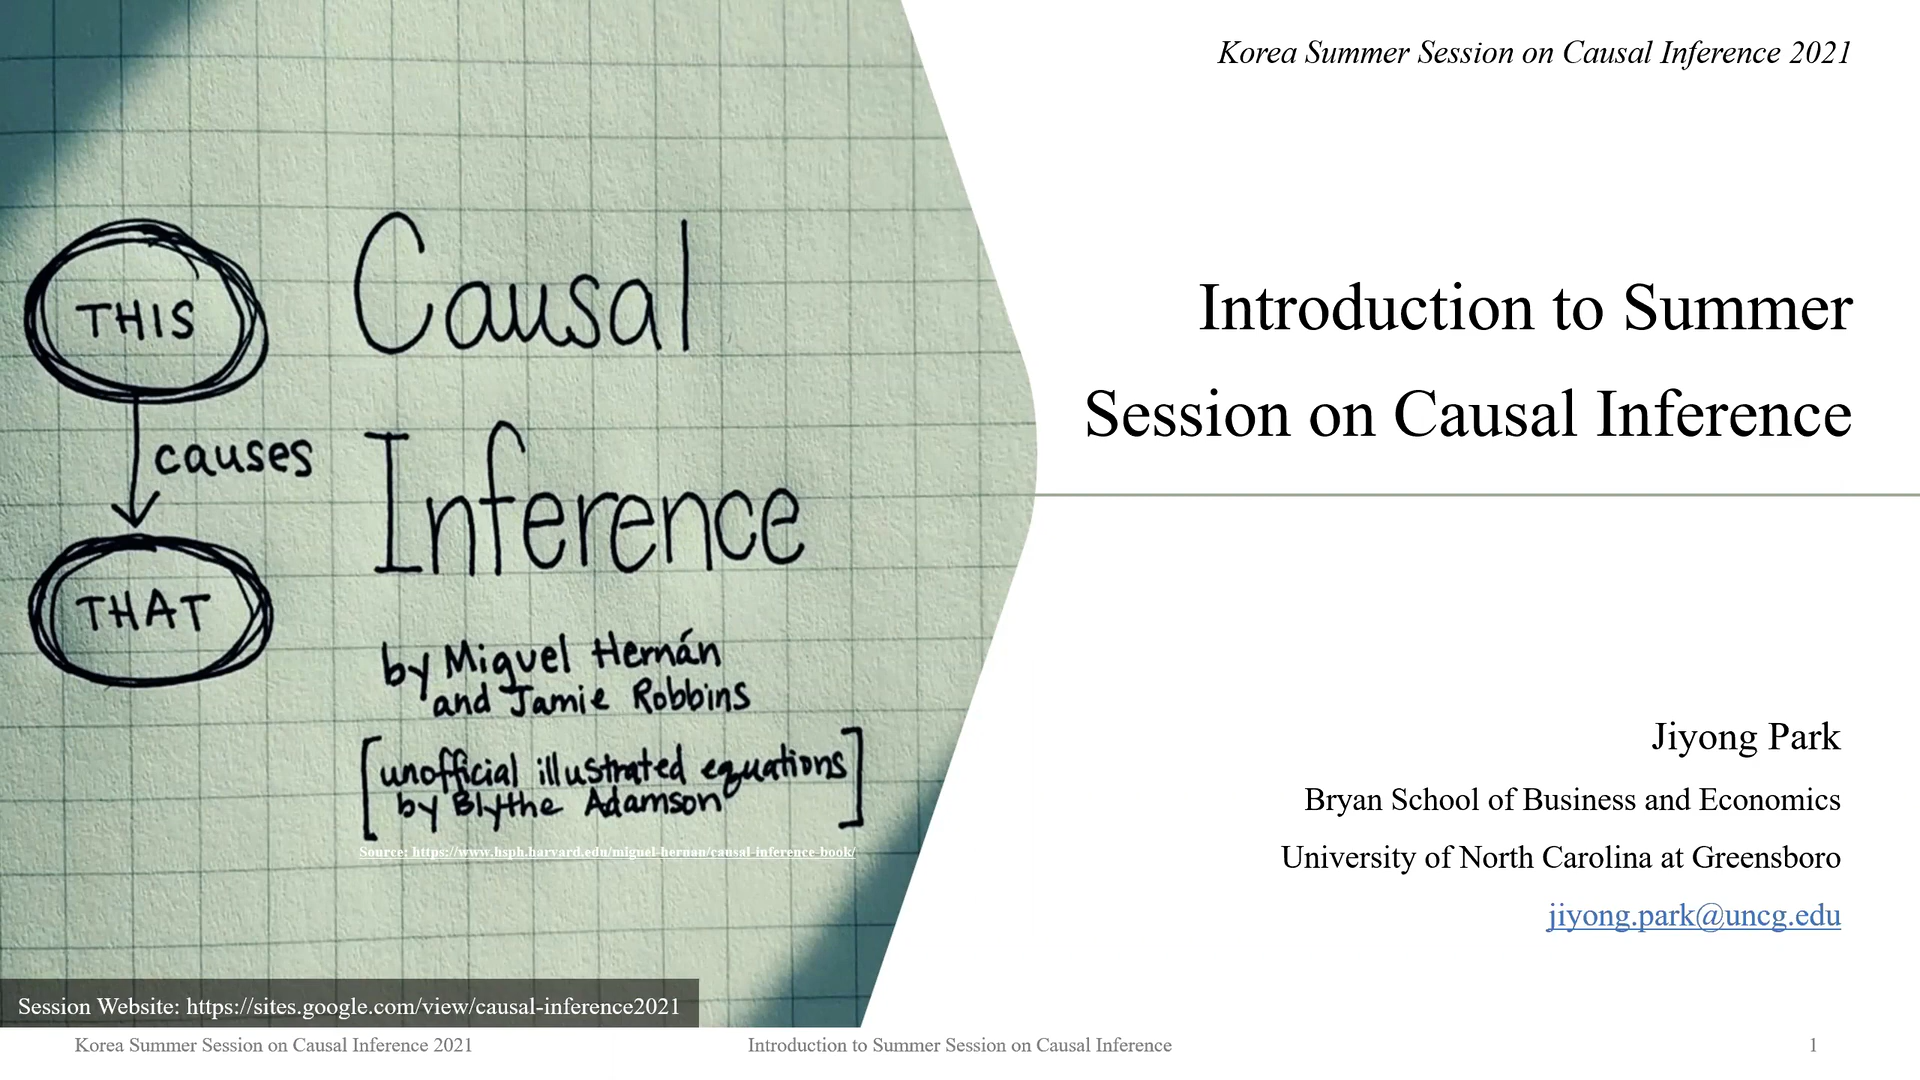 Korea Summer Session on Causal Inference 2021
THIS
causes
THAT
Causal
Inference
by Miguel Hernán
and Jamie Robbins
[unofficial illustrated equations
by Blythe Adamson]
Source: https://www.hsph.harvard.edu/miguel-hernan/causal-inference-book/
Introduction to Summer
Session on Causal Inference
Jiyong Park
Bryan School of Business and Economics
University of North Carolina at Greensboro
jiyong.park@uncg.edu
Session Website: https://sites.google.com/view/causal-inference2021
Korea Summer Session on Causal Inference 2021
Introduction to Summer Session on Causal Inference
1